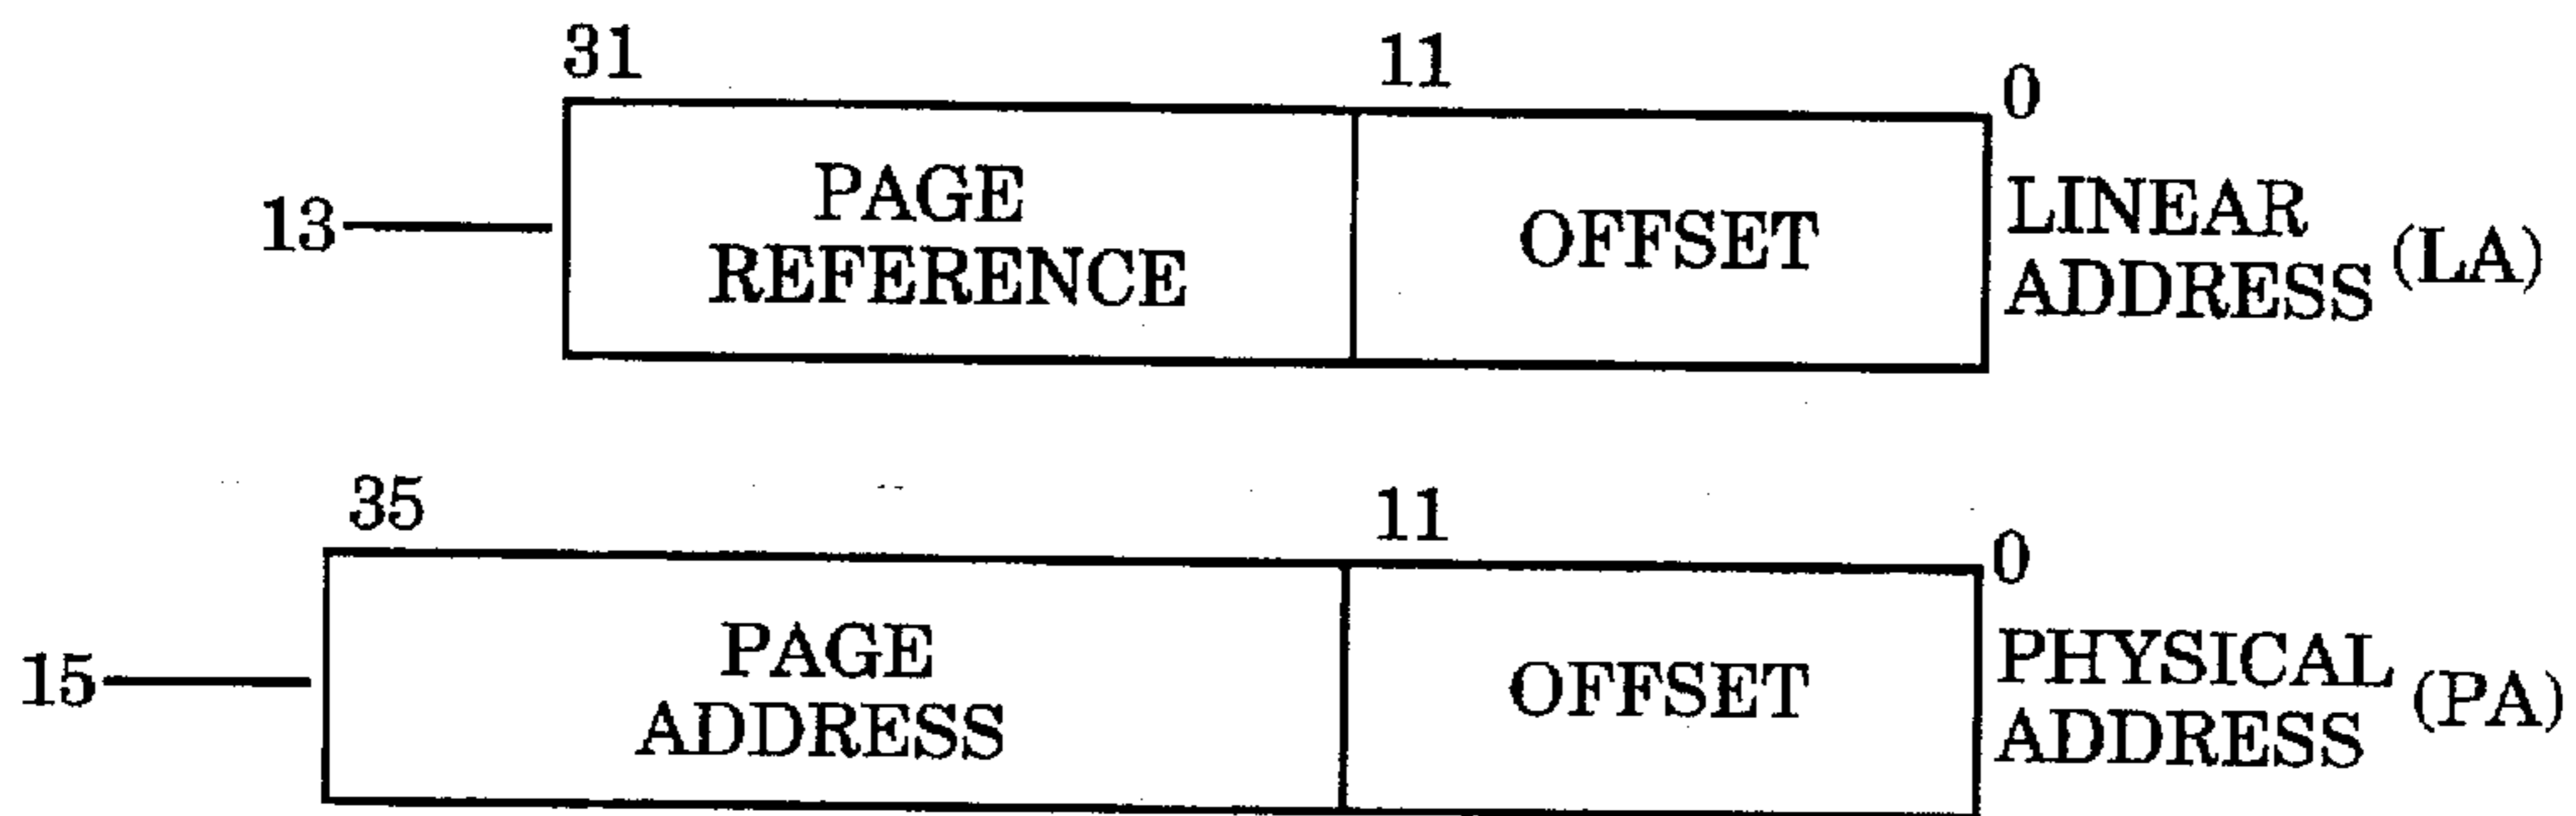 31 11 0
PAGE
REFERENCE
OFFSET
13
LINEAR
ADDRESS (LA)
35 11 0
PAGE
ADDRESS
OFFSET
15
PHYSICAL
ADDRESS (PA)